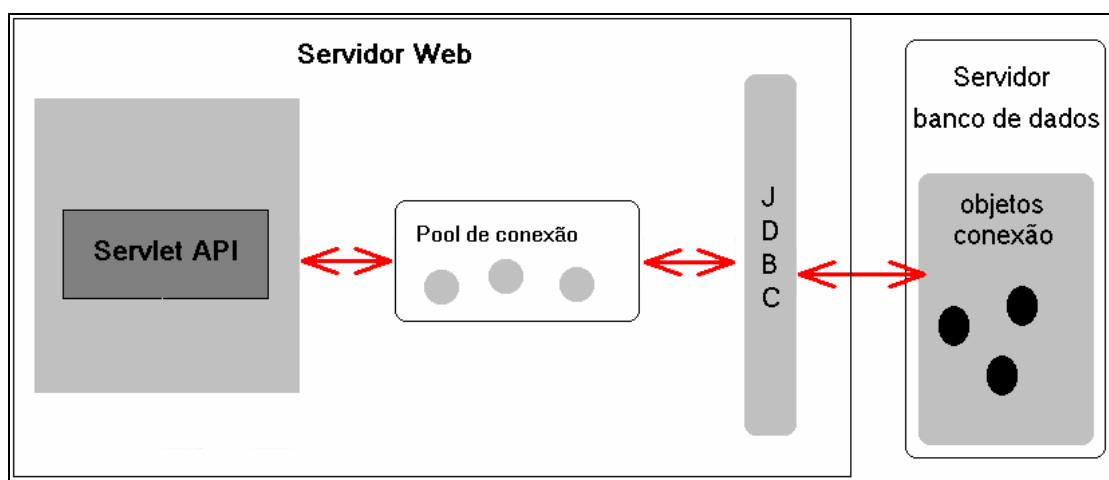 Servidor Web
Servlet API
Pool de conexão
J
D
B
C
Servidor
banco de dados
objetos
conexão